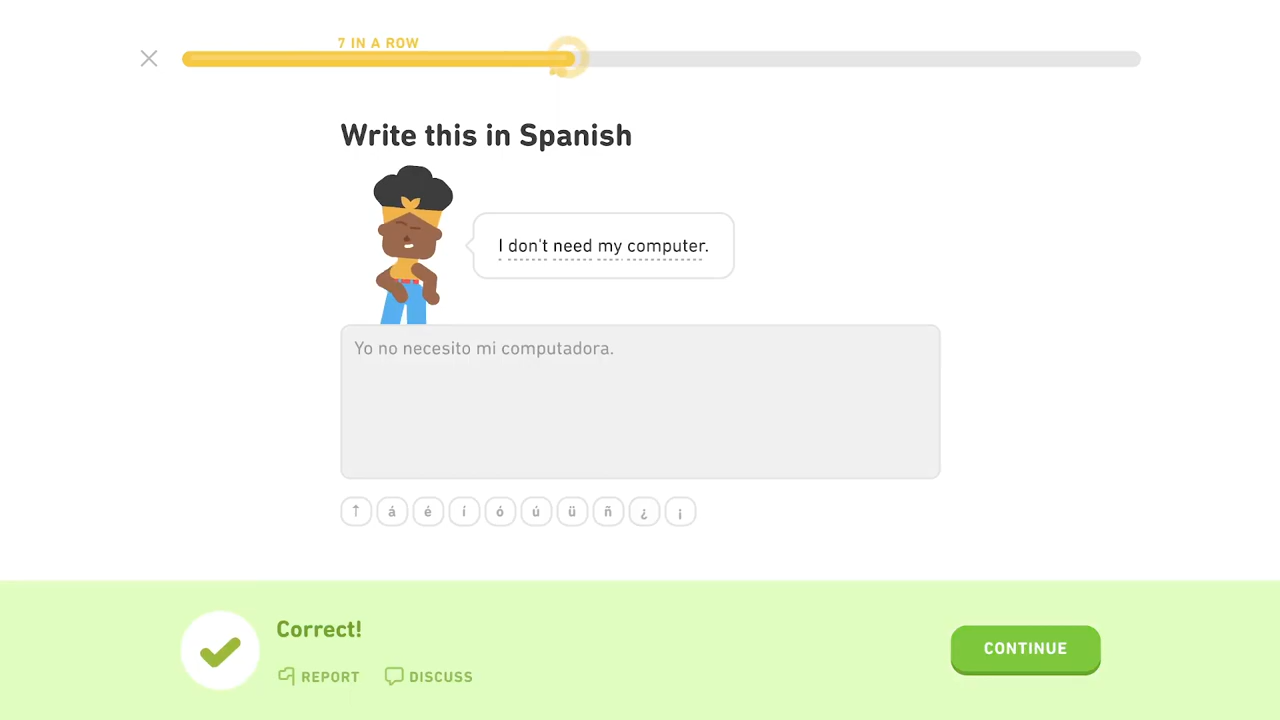 7 IN A ROW
Write this in Spanish
I don't need my computer.
Yo no necesito mi computadora.
↑ á é í ó ú ü ñ ¿ ¡
Correct!
REPORT DISCUSS
CONTINUE